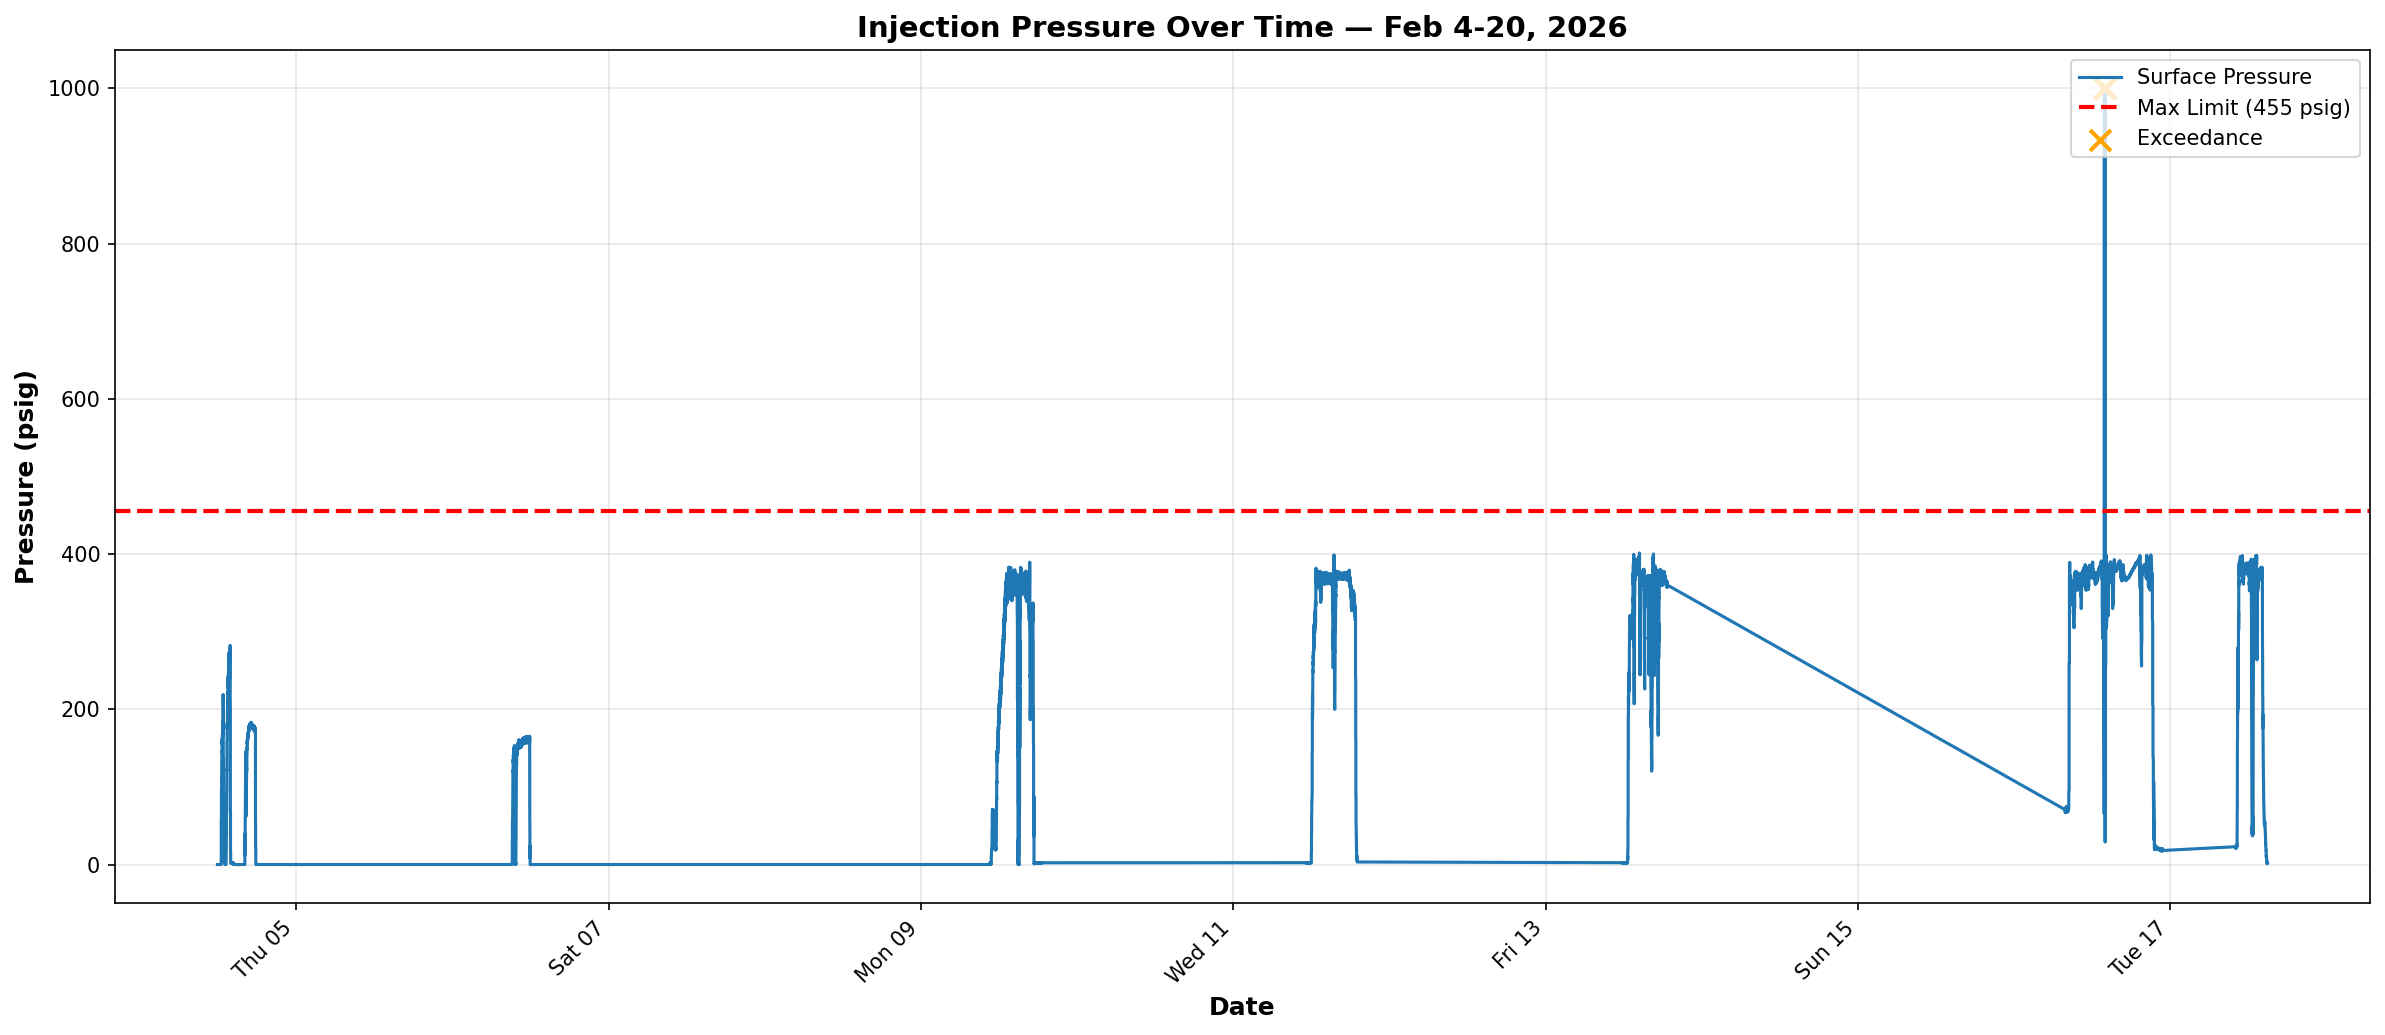 Injection Pressure Over Time — Feb 4-20, 2026
Surface Pressure
Max Limit (455 psig)
Exceedance
Pressure (psig)
1000
800
600
400
200
0
Thu 05
Sat 07
Mon 09
Wed 11
Fri 13
Sun 15
Tue 17
Date